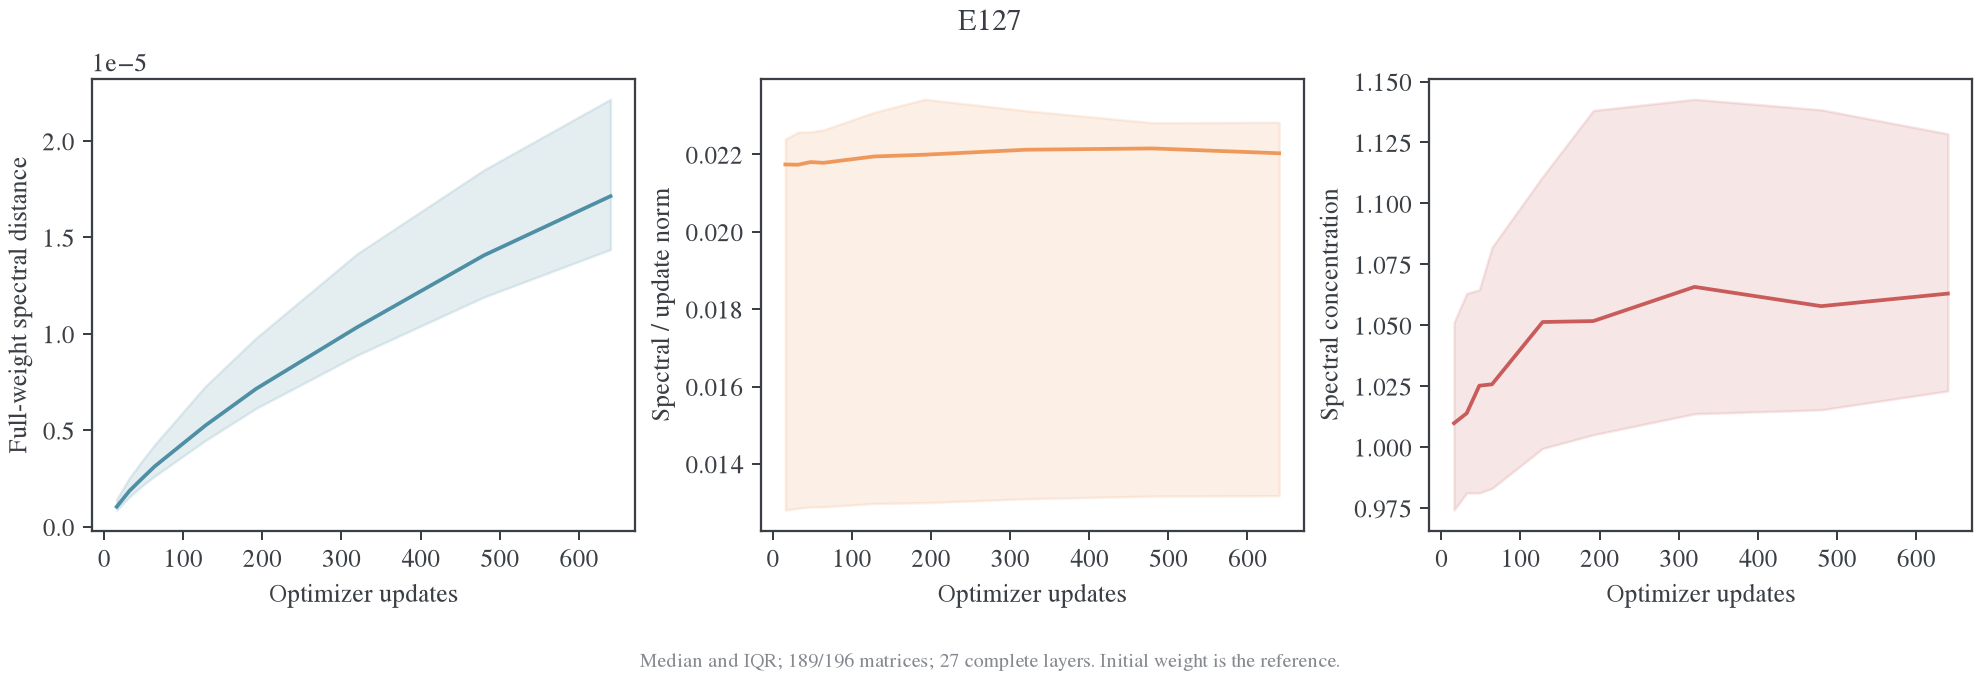 E127
1e−5
Full-weight spectral distance
2.0
1.5
1.0
0.5
0.0
0 100 200 300 400 500 600
Optimizer updates
Spectral / update norm
0.022
0.020
0.018
0.016
0.014
0 100 200 300 400 500 600
Optimizer updates
Spectral concentration
1.150
1.125
1.100
1.075
1.050
1.025
1.000
0.975
0 100 200 300 400 500 600
Optimizer updates
Median and IQR; 189/196 matrices; 27 complete layers. Initial weight is the reference.